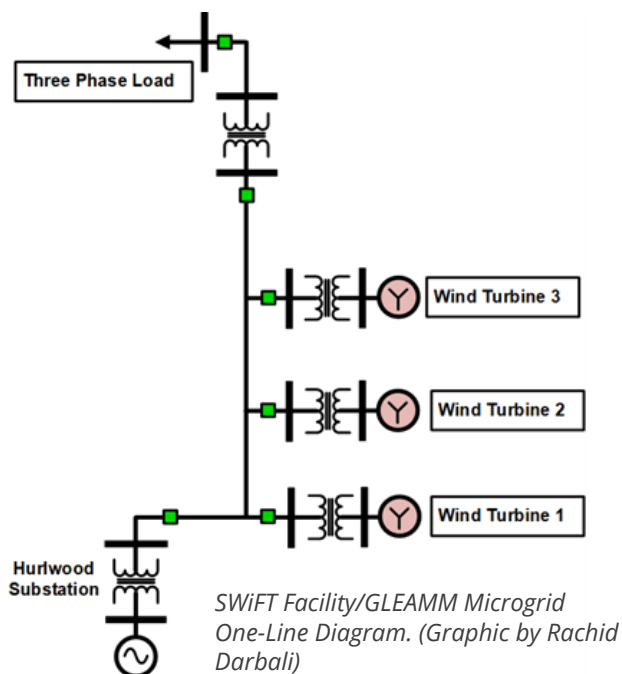 Three Phase Load
Wind Turbine 3
Wind Turbine 2
Wind Turbine 1
Hurlwood
Substation
SWiFT Facility/GLEAMM Microgrid
One-Line Diagram. (Graphic by Rachid
Darbali)